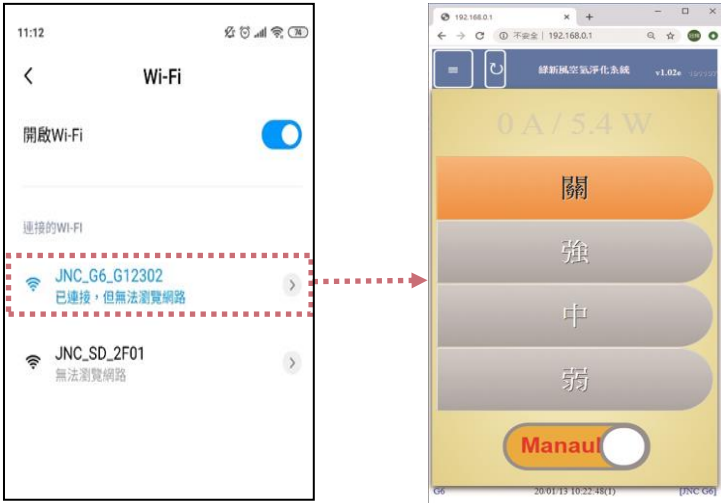 11:12
74
Wi-Fi
開啟Wi-Fi
連接的WI-FI
JNC_G6_G12302
已連接，但無法瀏覽網路
JNC_SD_2F01
無法瀏覽網路
192.168.0.1
不安全 | 192.168.0.1
綠新風空氣淨化系統 v1.02e
0 A / 5.4 W
關
強
中
弱
Manaul
G6 20/01/13 10:22:48(1) [JNC G6]